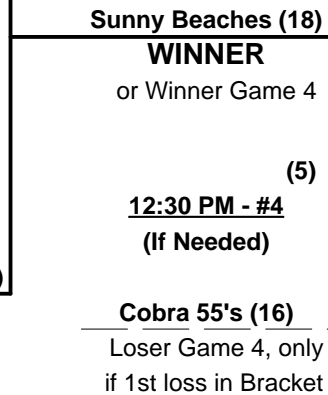 Sunny Beaches (18)
WINNER
or Winner Game 4
(5)
12:30 PM - #4
(If Needed)
)
Cobra 55's (16)
Loser Game 4, only
if 1st loss in Bracket